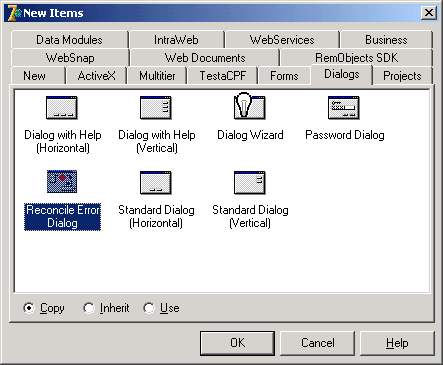 New Items
Data Modules IntraWeb WebServices Business
WebSnap Web Documents RemObjects SDK
New ActiveX Multitier TestaCPF Forms Dialogs Projects
Dialog with Help (Horizontal)
Dialog with Help (Vertical)
Dialog Wizard
Password Dialog
Reconcile Error Dialog
Standard Dialog (Horizontal)
Standard Dialog (Vertical)
Copy Inherit Use
OK Cancel Help